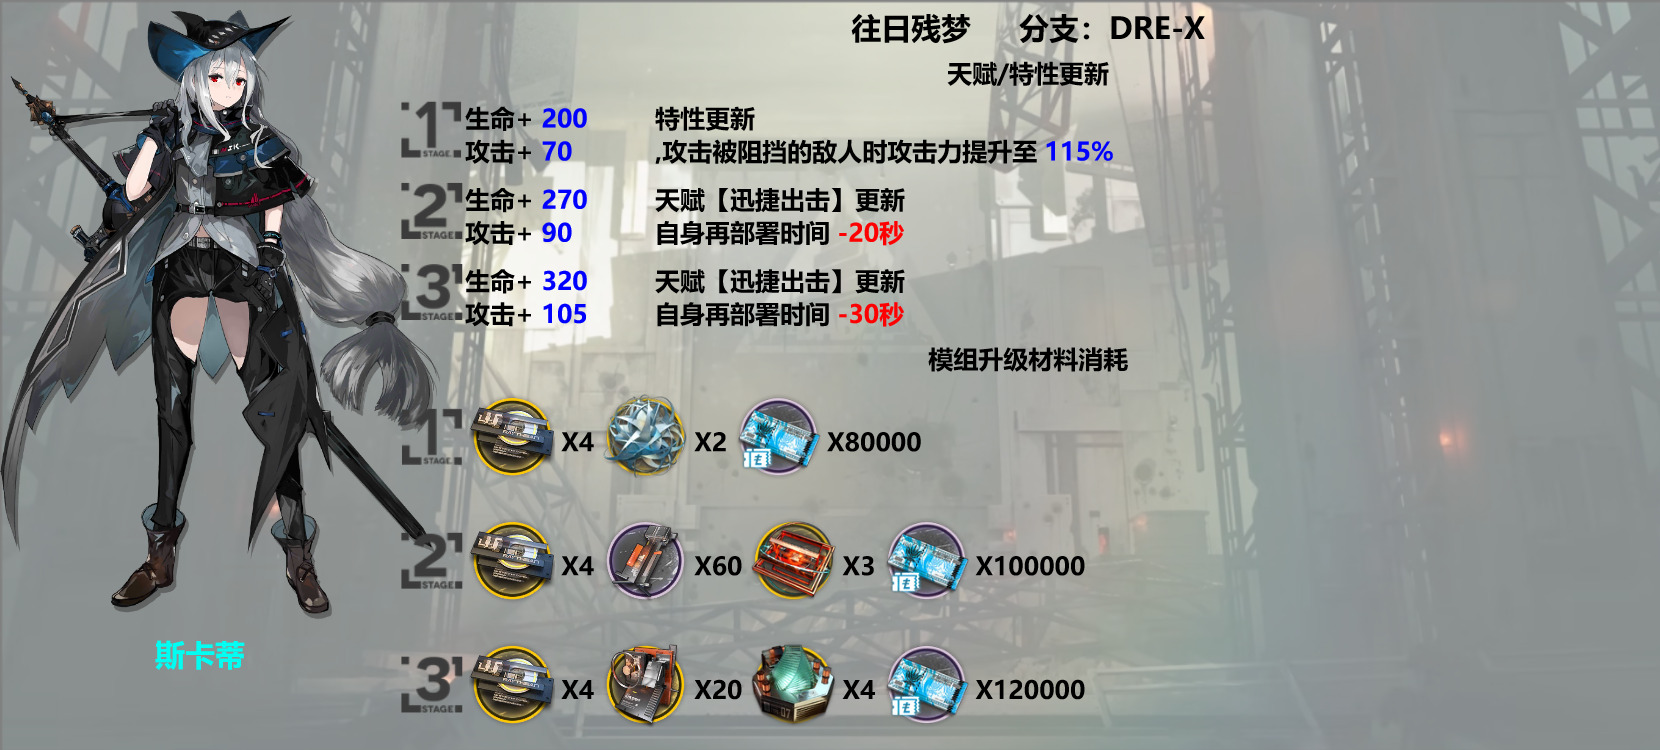 往日残梦 分支：DRE-X
天赋/特性更新
1 STAGE.
生命+ 200 特性更新
攻击+ 70 ,攻击被阻挡的敌人时攻击力提升至 115%
2 STAGE.
生命+ 270 天赋【迅捷出击】更新
攻击+ 90 自身再部署时间 -20秒
3 STAGE.
生命+ 320 天赋【迅捷出击】更新
攻击+ 105 自身再部署时间 -30秒
模组升级材料消耗
1 STAGE. X4 X2 X80000
2 STAGE. X4 X60 X3 X100000
斯卡蒂
3 STAGE. X4 X20 X4 X120000